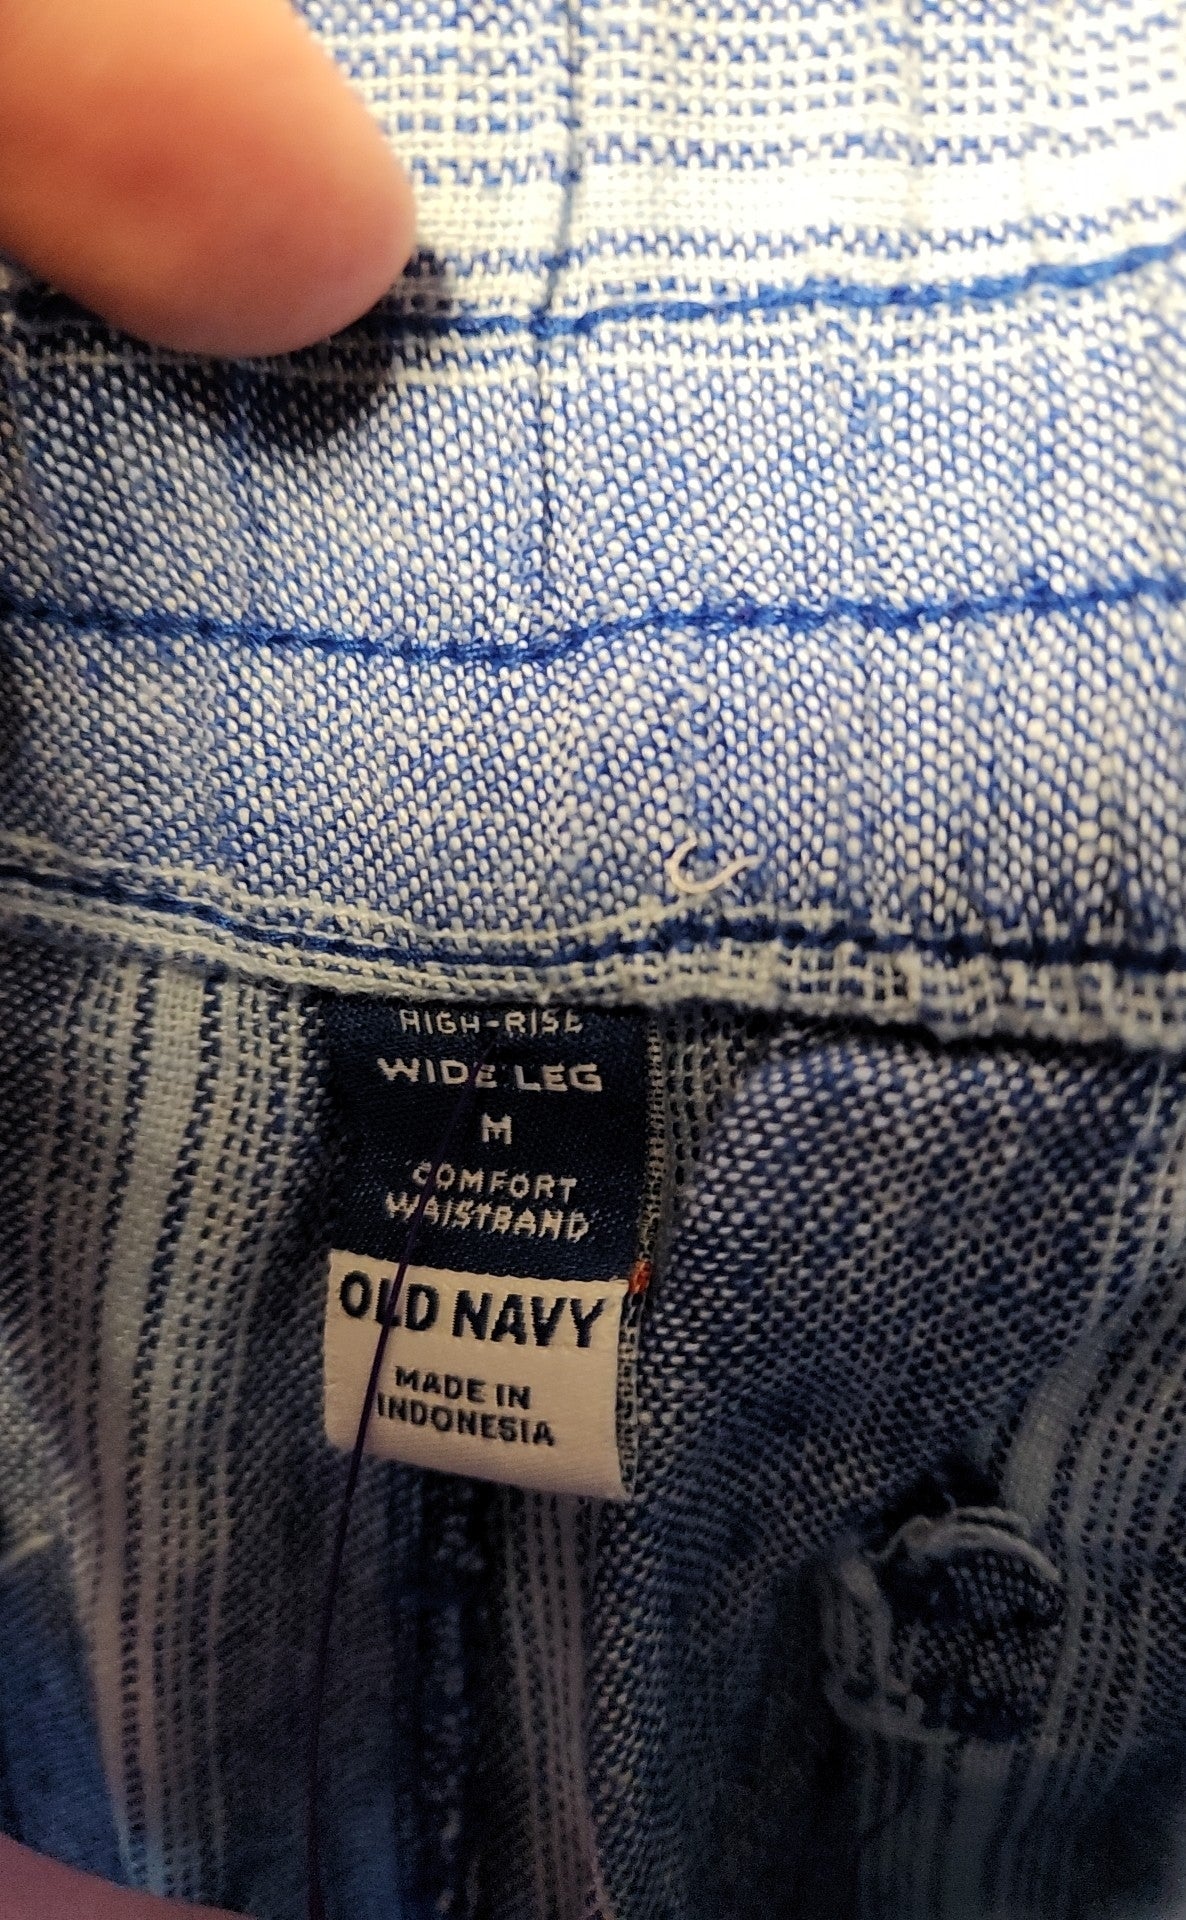 HIGH-RISE
WIDE LEG
M
COMFORT
WAISTBAND
OLD NAVY
MADE IN
INDONESIA